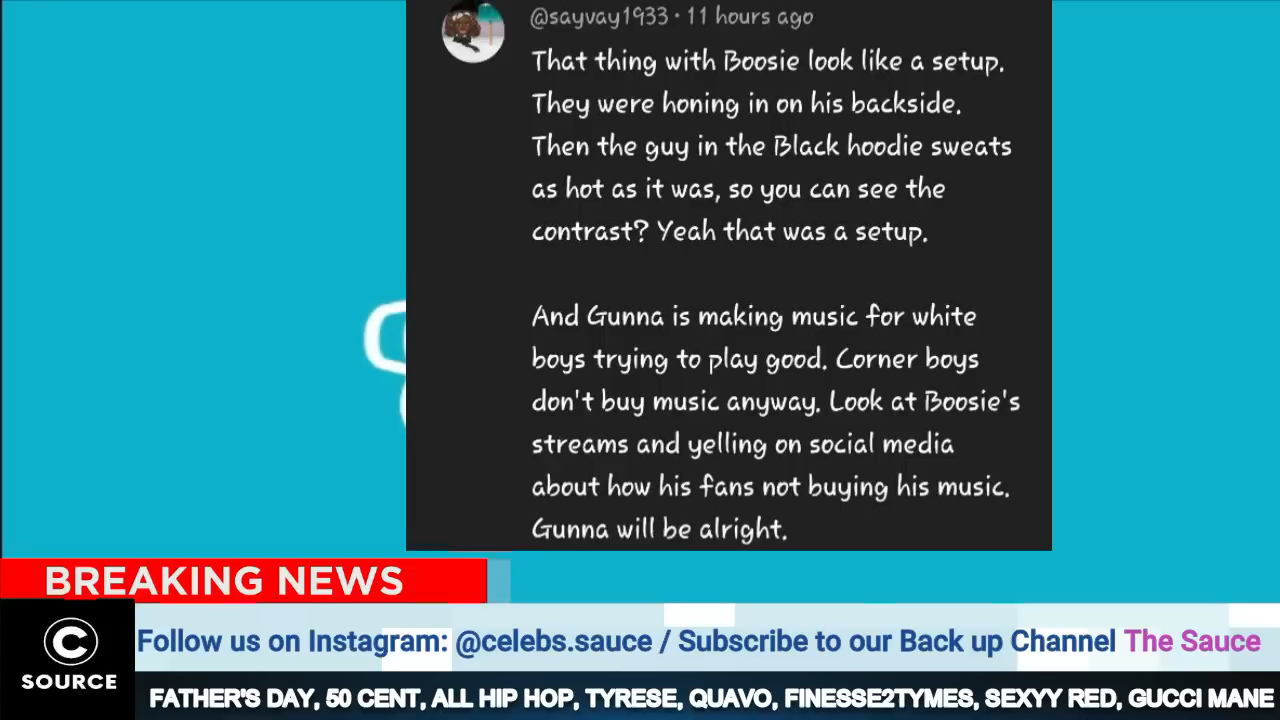 @sayvay1933 · 11 hours ago
That thing with Boosie look like a setup.
They were honing in on his backside.
Then the guy in the Black hoodie sweats
as hot as it was, so you can see the
contrast? Yeah that was a setup.
And Gunna is making music for white
boys trying to play good. Corner boys
don't buy music anyway. Look at Boosie's
streams and yelling on social media
about how his fans not buying his music.
Gunna will be alright.
BREAKING NEWS
C
SOURCE
Follow us on Instagram: @celebs.sauce / Subscribe to our Back up Channel The Sauce
FATHER'S DAY, 50 CENT, ALL HIP HOP, TYRESE, QUAVO, FINESSE2TYMES, SEXYY RED, GUCCI MANE